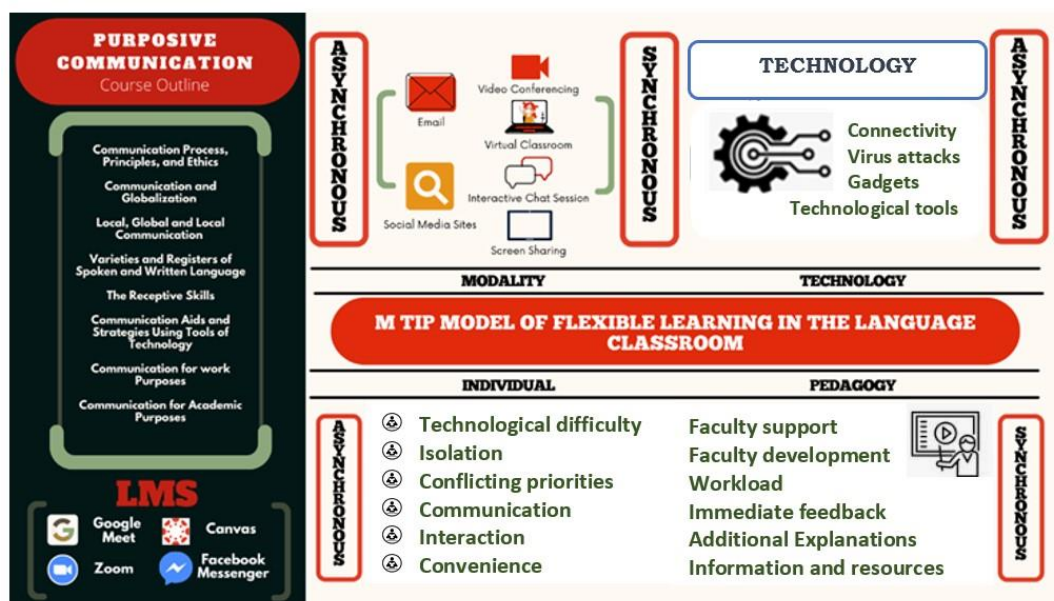 PURPOSIVE
COMMUNICATION
Course Outline
Communication Process,
Principles, and Ethics
Communication and
Globalization
Local, Global and Local
Communication
Varieties and Registers of
Spoken and Written Language
The Receptive Skills
Communication Aids and
Strategies Using Tools of
Technology
Communication for work
Purposes
Communication for Academic
Purposes
LMS
Google
Meet
Canvas
Zoom
Facebook
Messenger
ASYNCHRONOUS
Email
Social Media Sites
Video Conferencing
Virtual Classroom
Interactive Chat Session
Screen Sharing
SYNCHRONOUS
TECHNOLOGY
Connectivity
Virus attacks
Gadgets
Technological tools
ASYNCHRONOUS
MODALITY
TECHNOLOGY
M TIP MODEL OF FLEXIBLE LEARNING IN THE LANGUAGE
CLASSROOM
INDIVIDUAL
PEDAGOGY
ASYNCHRONOUS
Technological difficulty
Isolation
Conflicting priorities
Communication
Interaction
Convenience
Faculty support
Faculty development
Workload
Immediate feedback
Additional Explanations
Information and resources
SYNCHRONOUS